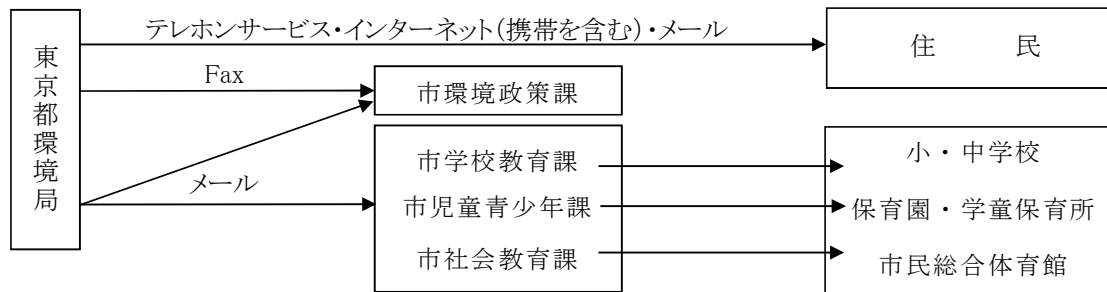 東京都環境局
テレホンサービス・インターネット(携帯を含む)・メール
住　　民
Fax
市環境政策課
メール
市学校教育課
市児童青少年課
市社会教育課
小・中学校
保育園・学童保育所
市民総合体育館